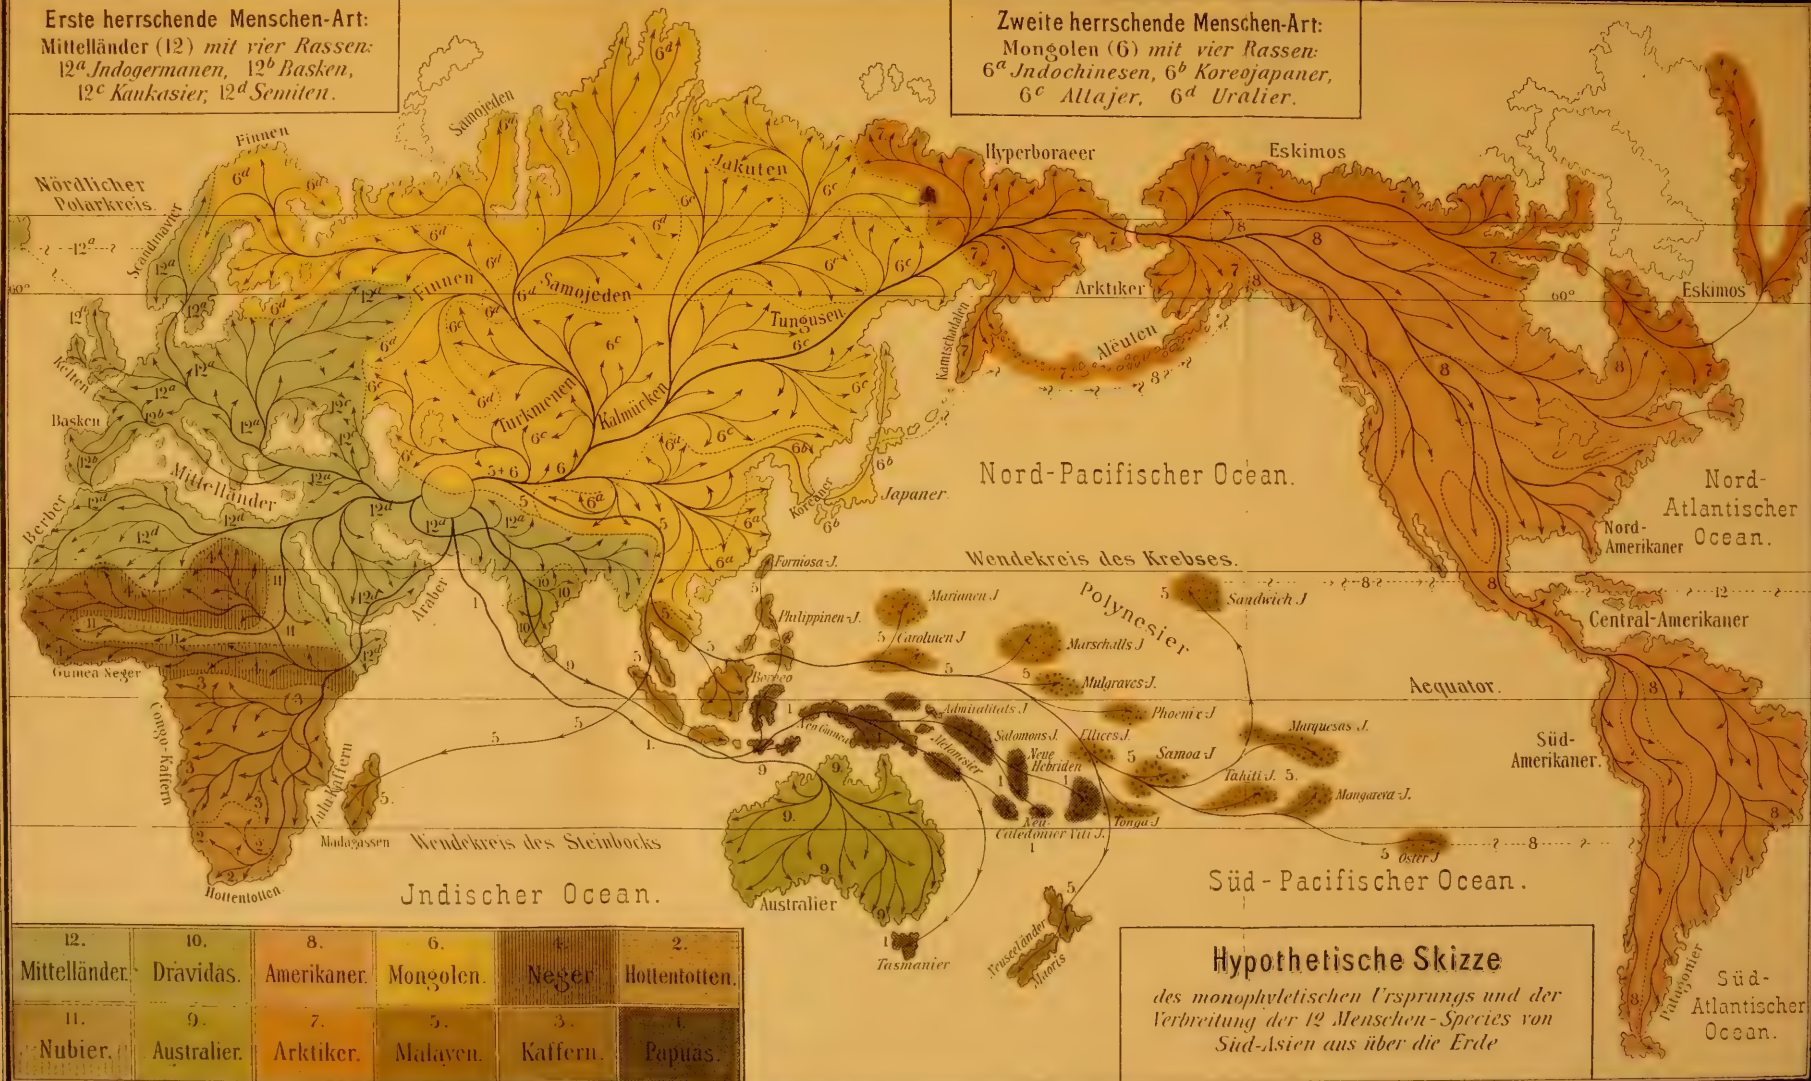 Erste herrschende Menschen-Art:
Mittelländer (12) mit vier Rassen:
12ᵃ Jndogermanen, 12ᵇ Basken,
12ᶜ Kaukasier, 12ᵈ Semiten.
Zweite herrschende Menschen-Art:
Mongolen (6) mit vier Rassen:
6ᵃ Jndochinesen, 6ᵇ Koreojapaner,
6ᶜ Altajer, 6ᵈ Uralier.
Nördlicher
Polarkreis.
Finnen
Samojeden
Scandinavier
Jakuten
Hyperboraeer
Eskimos
Finnen
Samojeden
Tungusen
Kamtschadalen
Arktiker
Alëuten
Eskimos
60°
60°
Kelten
Basken
Turkmenen
Kalmücken
Mittelländer
Berber
Koreaner
Japaner
Nord-Pacifischer Ocean.
Nord-
Atlantischer
Ocean.
Nord-
Amerikaner
Araber
Formosa-J.
Wendekreis des Krebses.
Philippinen-J.
Marianen J
Carolinen J
Polynesier
Marschalls J
Sandwich J
Central-Amerikaner
Guinea Neger
Congo-Kaffern
Zulu Kaffern
Borneo
Mulgraves-J.
Aequator.
Admiralitäts J
Phoenix J
Neu Guinea
Melanesier
Salomons J.
Ellices J.
Neue
Hebriden
Samoa-J
Marquesas J.
Tahiti J.
Mangareva-J.
Süd-
Amerikaner.
Madagassen
Wendekreis des Steinbocks
Neu-
Caledonier
Viti J.
Tonga J
Oster J
Hottentotten
Jndischer Ocean.
Australier
Süd-Pacifischer Ocean.
Tasmanier
Neuseeländer
Maoris
Patagonier
Süd-
Atlantischer
Ocean.
12.
Mittelländer.
10.
Dravidas.
8.
Amerikaner.
6.
Mongolen.
4.
Neger
2.
Hottentotten.
11.
Nubier.
9.
Australier.
7.
Arktiker.
5.
Malayen.
3.
Kaffern.
1.
Papuas.
Hypothetische Skizze
des monophyletischen Ursprungs und der
Verbreitung der 12 Menschen-Species von
Süd-Asien aus über die Erde